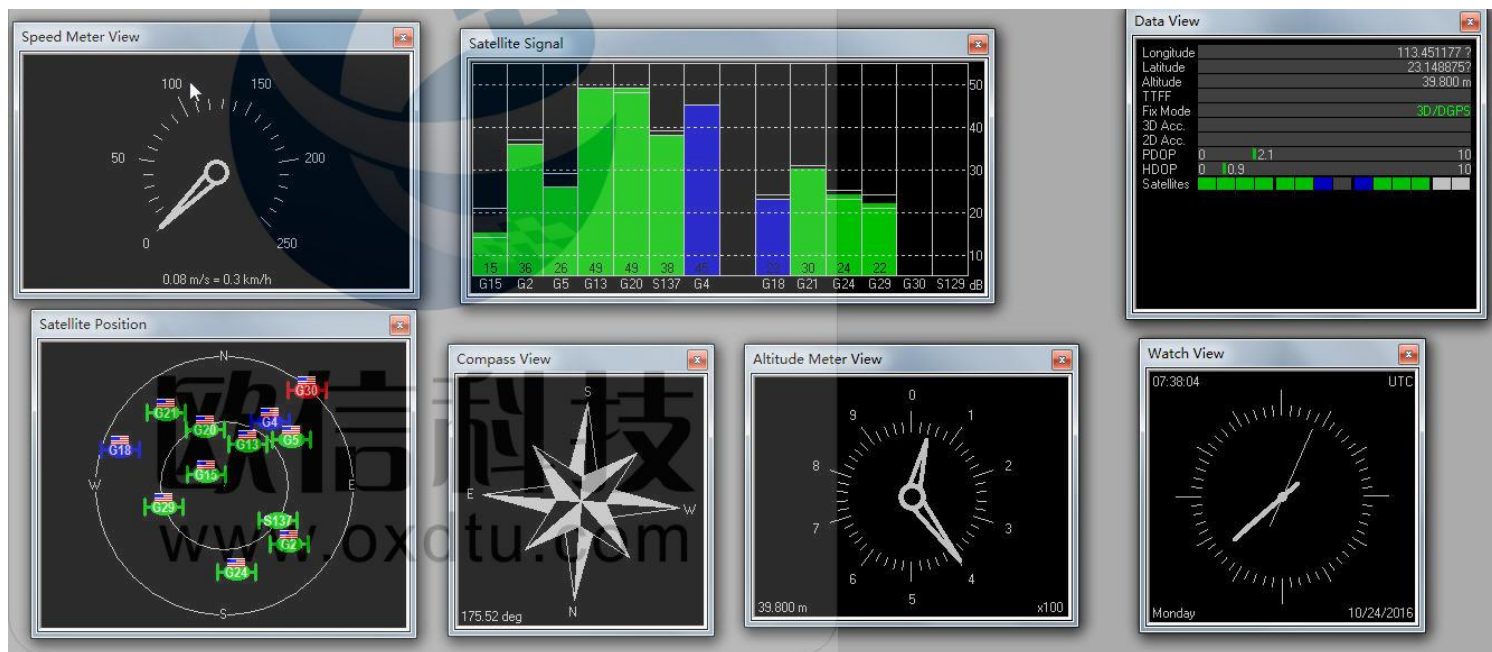 Speed Meter View
100
150
50
200
0
250
0.08 m/s = 0.3 km/h
Satellite Signal
50
40
30
20
10
15 36 26 49 49 38 45 23 30 24 22
G15 G2 G5 G13 G20 S137 G4 G18 G21 G24 G29 G30 S129 dB
Data View
Longitude 113.451177 ?
Latitude 23.148875?
Altitude 39.800 m
TTFF
Fix Mode 3D/DGPS
3D Acc.
2D Acc.
PDOP 0 2.1 10
HDOP 0 0.9 10
Satellites
Satellite Position
N
G30
G21
G20
G4
G13
G5
G18
G15
W
E
G29
S137
G2
G24
S
欧信科技
www.oxdtu.com
Compass View
S
E
W
N
175.52 deg
Altitude Meter View
0
9
1
8
2
7
3
6
4
5
39.800 m
x100
Watch View
07:38:04 UTC
Monday 10/24/2016